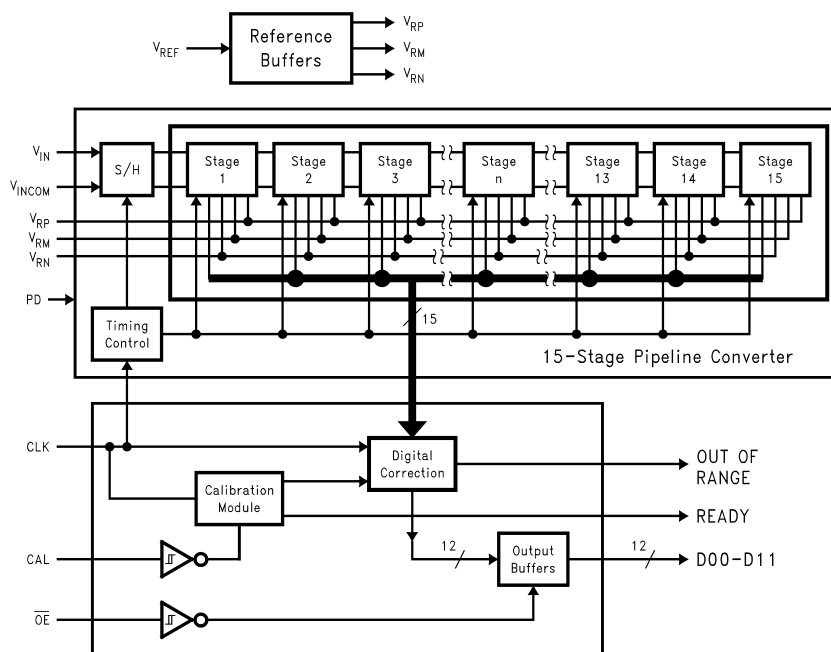 V_REF
Reference
Buffers
V_RP
V_RM
V_RN
V_IN
V_INCOM
V_RP
V_RM
V_RN
PD
S/H
Stage
1
Stage
2
Stage
3
Stage
n
Stage
13
Stage
14
Stage
15
15
Timing
Control
15-Stage Pipeline Converter
CLK
Digital
Correction
OUT OF
RANGE
Calibration
Module
READY
CAL
12
Output
Buffers
12
D00-D11
O̅E̅